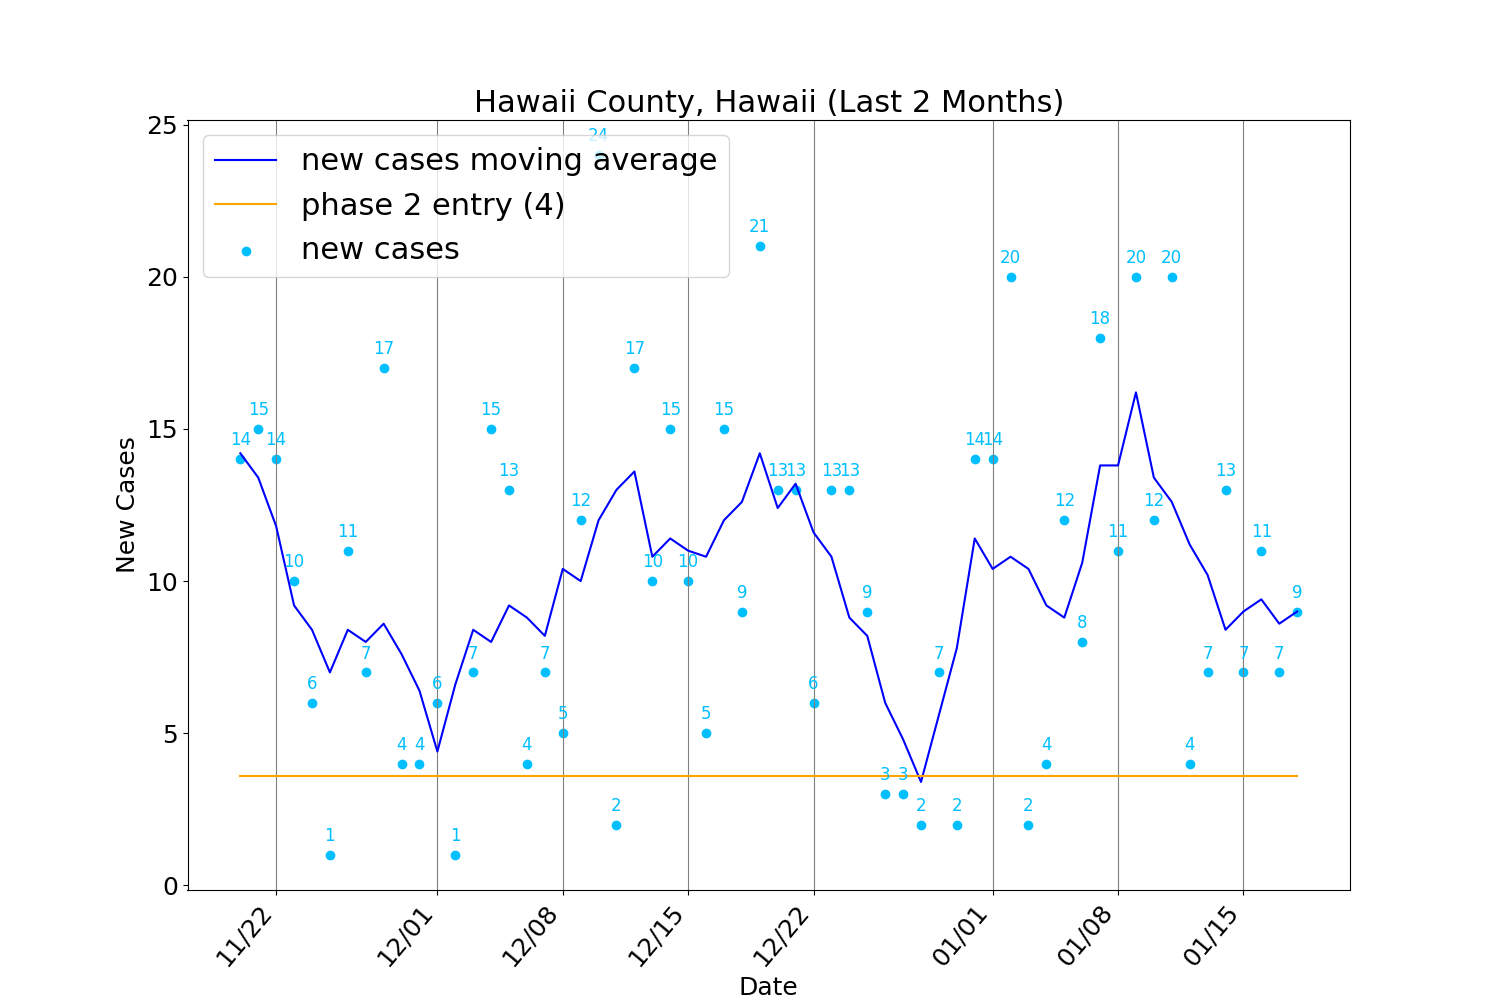 Hawaii County, Hawaii (Last 2 Months)
25
24
new cases moving average
phase 2 entry (4)
new cases
21
20
20 20 20
18
17 17
15
15 15 15 15
14 14 14 14
13 13 13 13 13 13 13
12 12 12
11 11 11
10
10 10 10
9 9 9
8
7 7 7 7 7 7 7
6 6 6
5
5 5
4 4 4 4 4
3 3
2 2 2 2
1 1
0
New Cases
11/22 12/01 12/08 12/15 12/22 01/01 01/08 01/15
Date